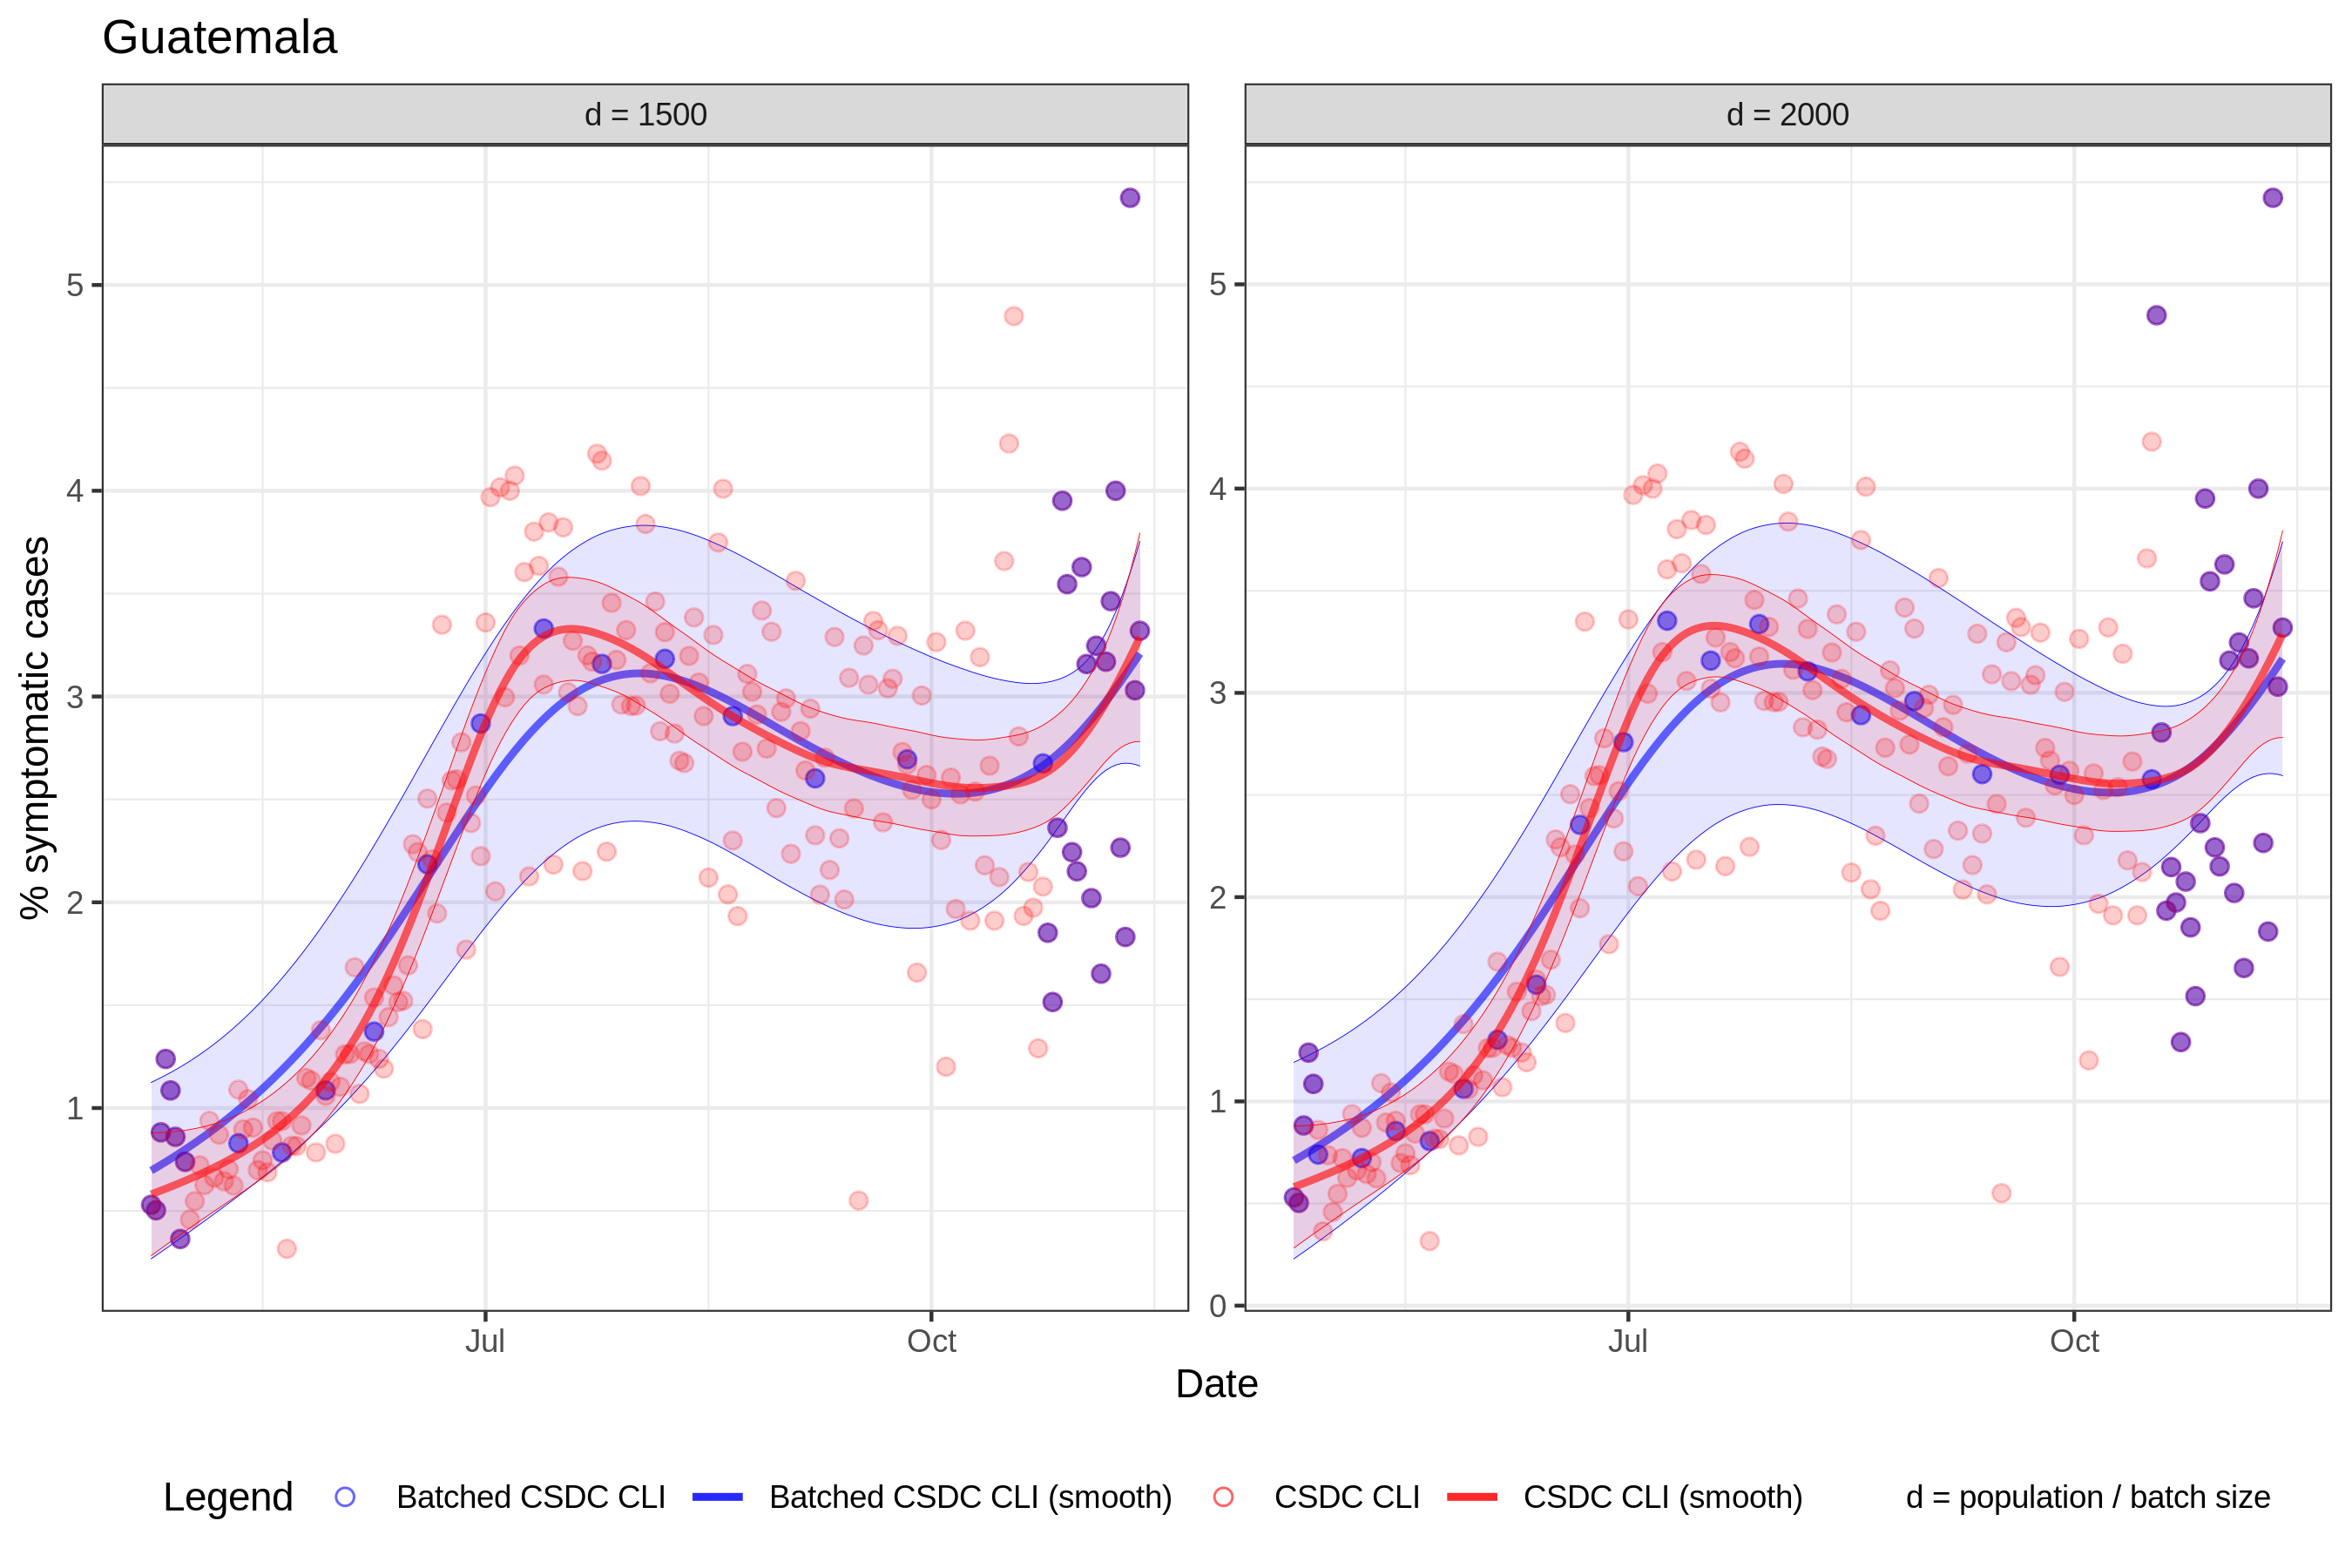 Guatemala
d = 1500
d = 2000
% symptomatic cases
5
4
3
2
1
5
4
3
2
1
0
Jul
Oct
Jul
Oct
Date
Legend
Batched CSDC CLI
Batched CSDC CLI (smooth)
CSDC CLI
CSDC CLI (smooth)
d = population / batch size